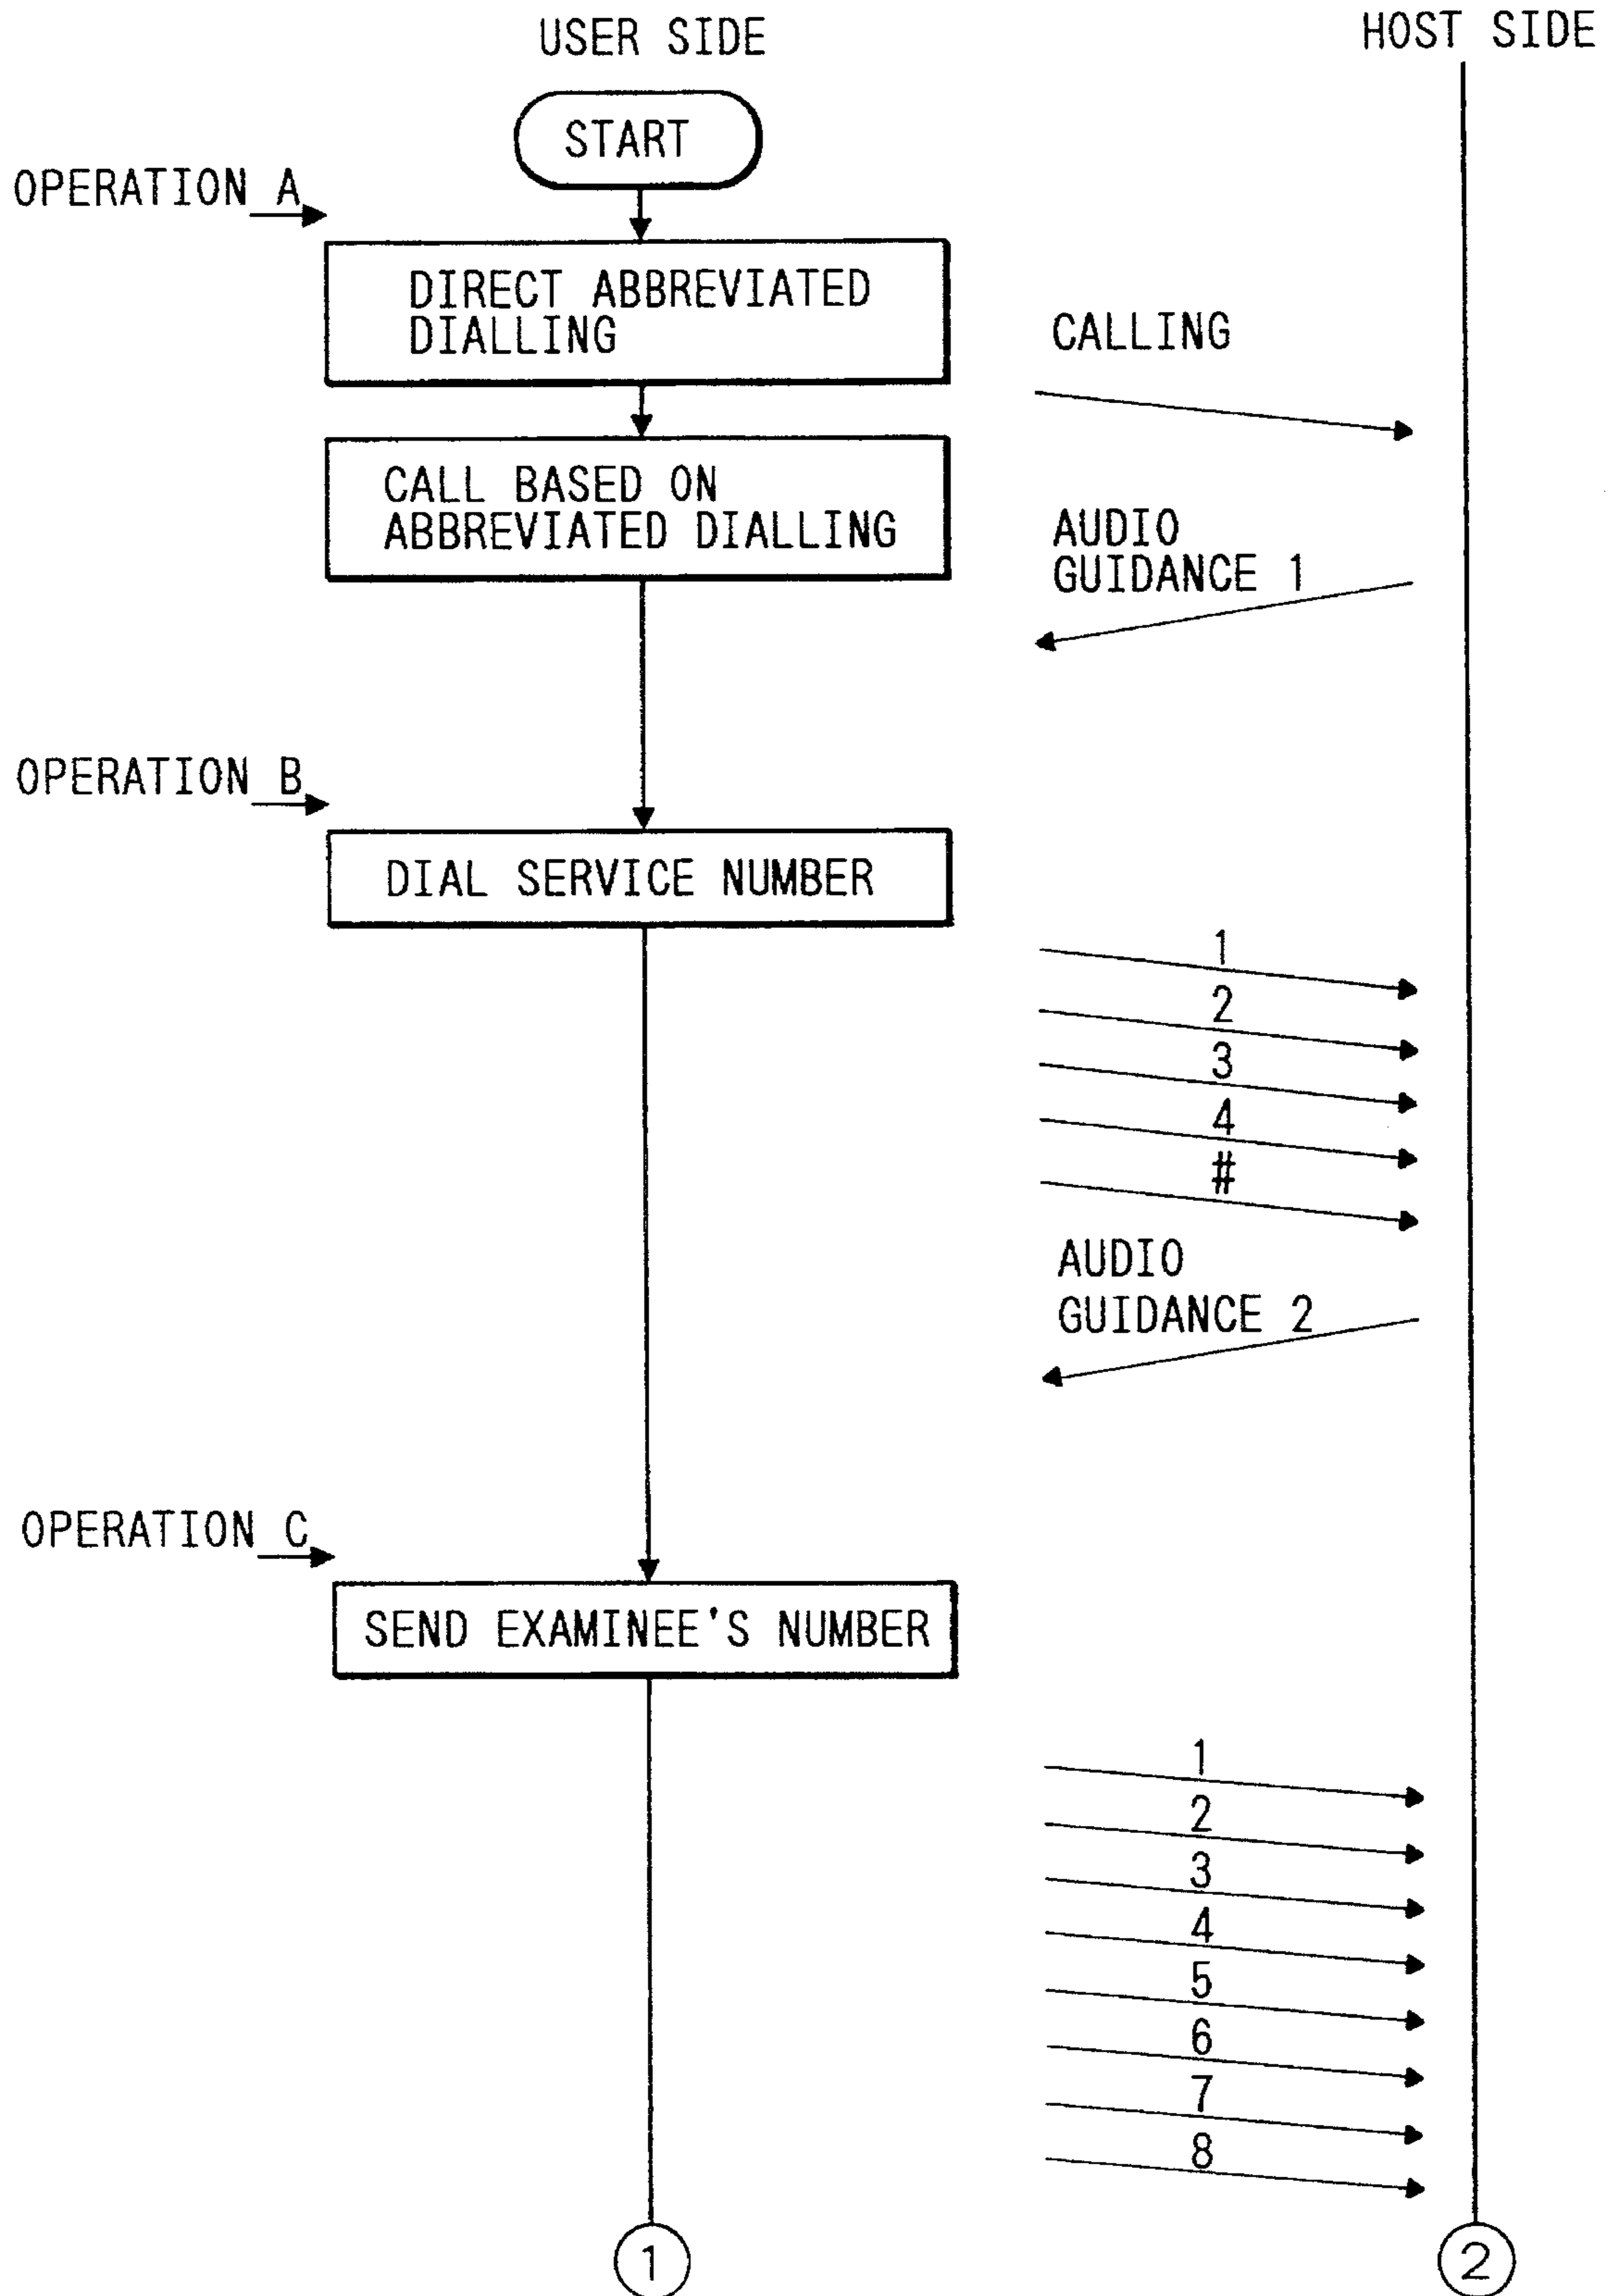 USER SIDE
HOST SIDE
START
OPERATION A
DIRECT ABBREVIATED
DIALLING
CALLING
CALL BASED ON
ABBREVIATED DIALLING
AUDIO
GUIDANCE 1
OPERATION B
DIAL SERVICE NUMBER
1
2
3
4
#
AUDIO
GUIDANCE 2
OPERATION C
SEND EXAMINEE'S NUMBER
1
2
3
4
5
6
7
8
1
2